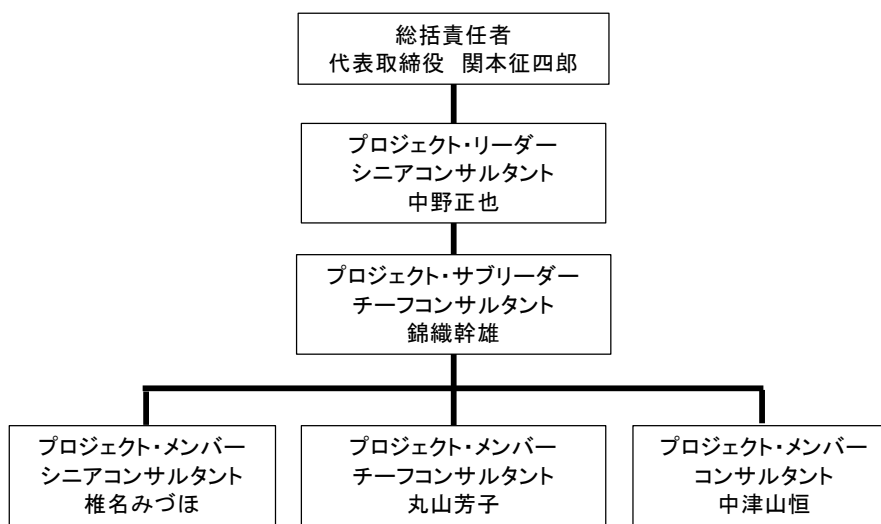 総括責任者
代表取締役　関本征四郎
プロジェクト・リーダー
シニアコンサルタント
中野正也
プロジェクト・サブリーダー
チーフコンサルタント
錦織幹雄
プロジェクト・メンバー
シニアコンサルタント
椎名みづほ
プロジェクト・メンバー
チーフコンサルタント
丸山芳子
プロジェクト・メンバー
コンサルタント
中津山恒